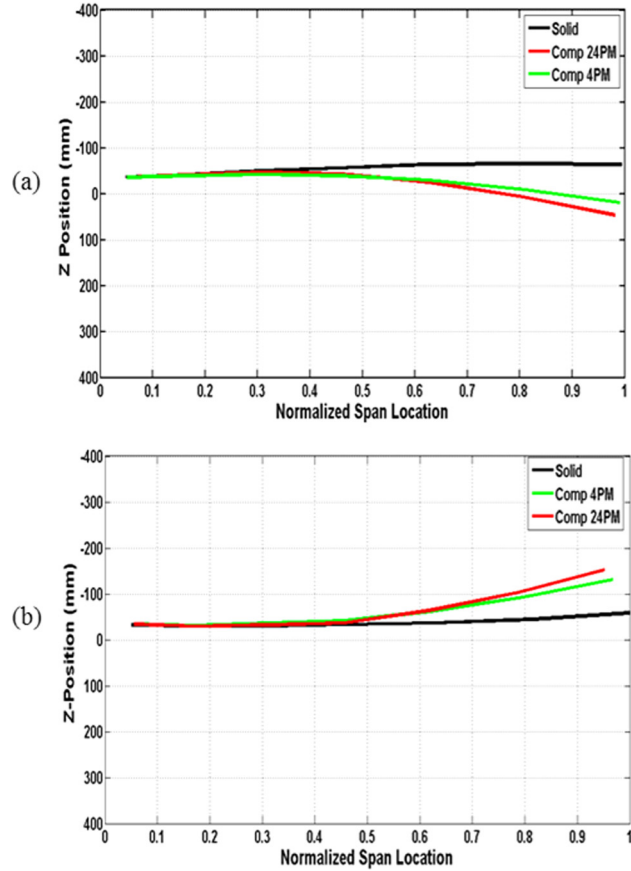 -400
-300
-200
-100
0
100
200
300
400
Z Position (mm)
(a)
Solid
Comp 24PM
Comp 4PM
0 0.1 0.2 0.3 0.4 0.5 0.6 0.7 0.8 0.9 1
Normalized Span Location
-400
-300
-200
-100
0
100
200
300
400
Z-Position (mm)
(b)
Solid
Comp 4PM
Comp 24PM
0 0.1 0.2 0.3 0.4 0.5 0.6 0.7 0.8 0.9 1
Normalized Span Location